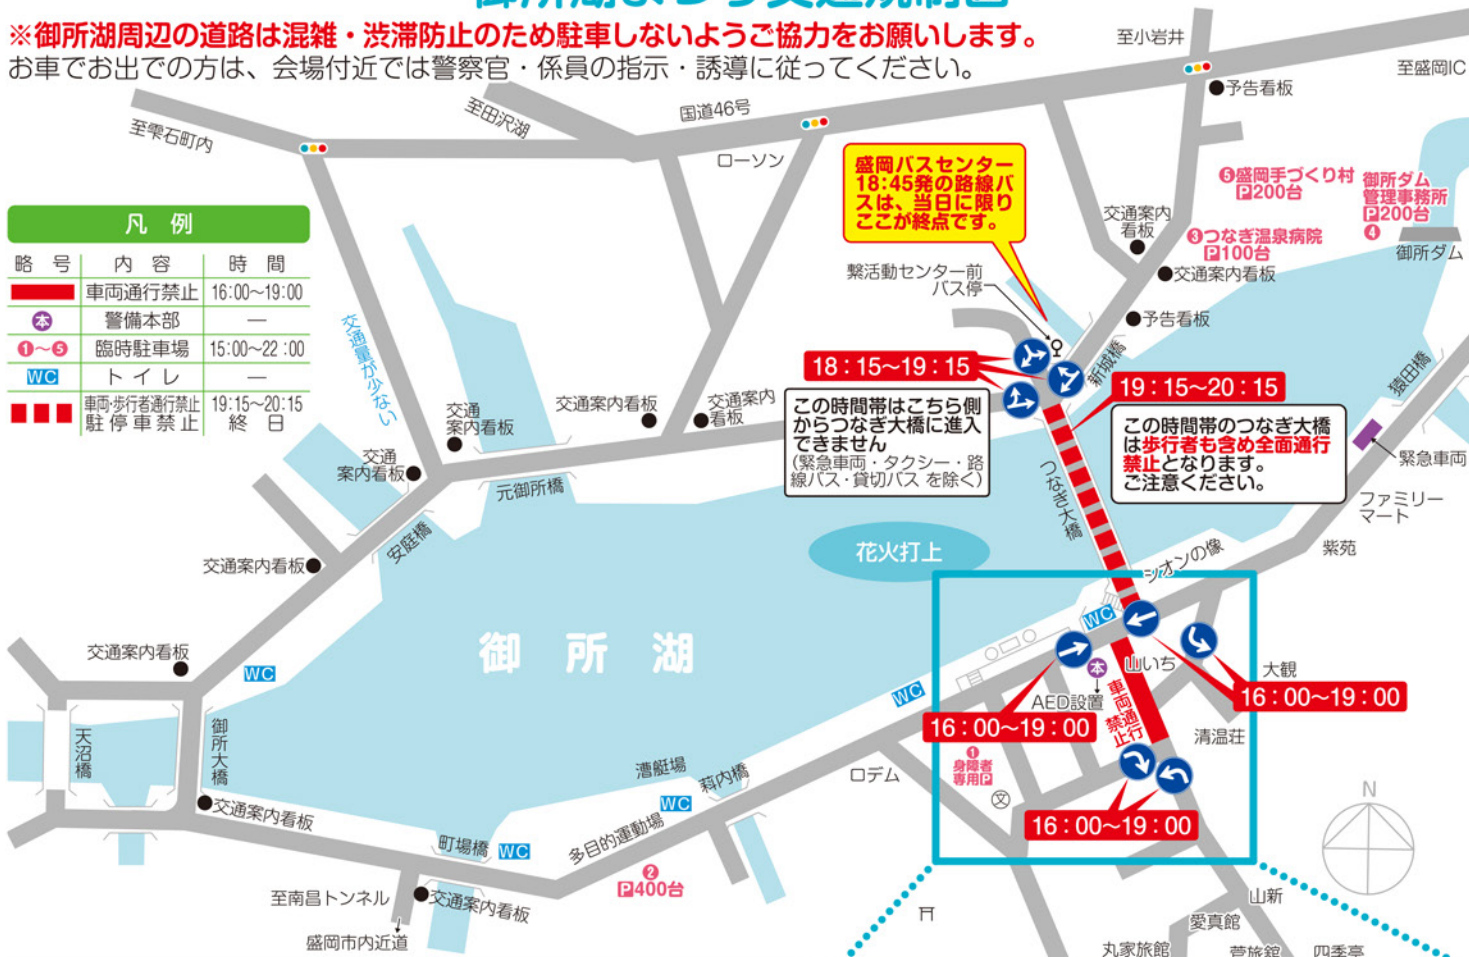 御所湖まつり交通規制図
※御所湖周辺の道路は混雑・渋滞防止のため駐車しないようご協力をお願いします。
お車でお出での方は、会場付近では警察官・係員の指示・誘導に従ってください。
至小岩井
至盛岡IC
予告看板
至雫石町内
至田沢湖
国道46号
ローソン
盛岡バスセンター
18:45発の路線バ
スは、当日に限り
ここが終点です。
⑤盛岡手づくり村
P200台
御所ダム
管理事務所
P200台
④
御所ダム
交通案内
看板
③つなぎ温泉病院
P100台
交通案内看板
予告看板
繋活動センター前
バス停
新城橋
猿田橋
凡 例
略 号 内 容 時 間
車両通行禁止 16:00〜19:00
本 警備本部 —
①〜⑤ 臨時駐車場 15:00〜22:00
WC トイレ —
車両・歩行者通行禁止 19:15〜20:15
駐停車禁止 終 日
交通量が少ない
18:15〜19:15
この時間帯はこちら側
からつなぎ大橋に進入
できません
(緊急車両・タクシー・路
線バス・貸切バス を除く)
19:15〜20:15
この時間帯のつなぎ大橋
は歩行者も含め全面通行
禁止となります。
ご注意ください。
緊急車両
ファミリー
マート
紫苑
交通
案内看板
交通案内看板
交通案内
看板
交通
案内看板
元御所橋
安庭橋
交通案内看板
つなぎ大橋
花火打上
シオンの像
御所湖
WC
交通案内看板
WC
WC
本
AED設置
山いち
大観
16:00〜19:00
16:00〜19:00
車両通行
禁止
清温荘
①
身障者
専用P
文
16:00〜19:00
ロデム
天沼橋
御所大橋
交通案内看板
漕艇場
萪内橋
WC
多目的運動場
町場橋
WC
②
P400台
至南昌トンネル
交通案内看板
盛岡市内近道
N
山新
愛真館
丸家旅館
菅旅館
四季亭